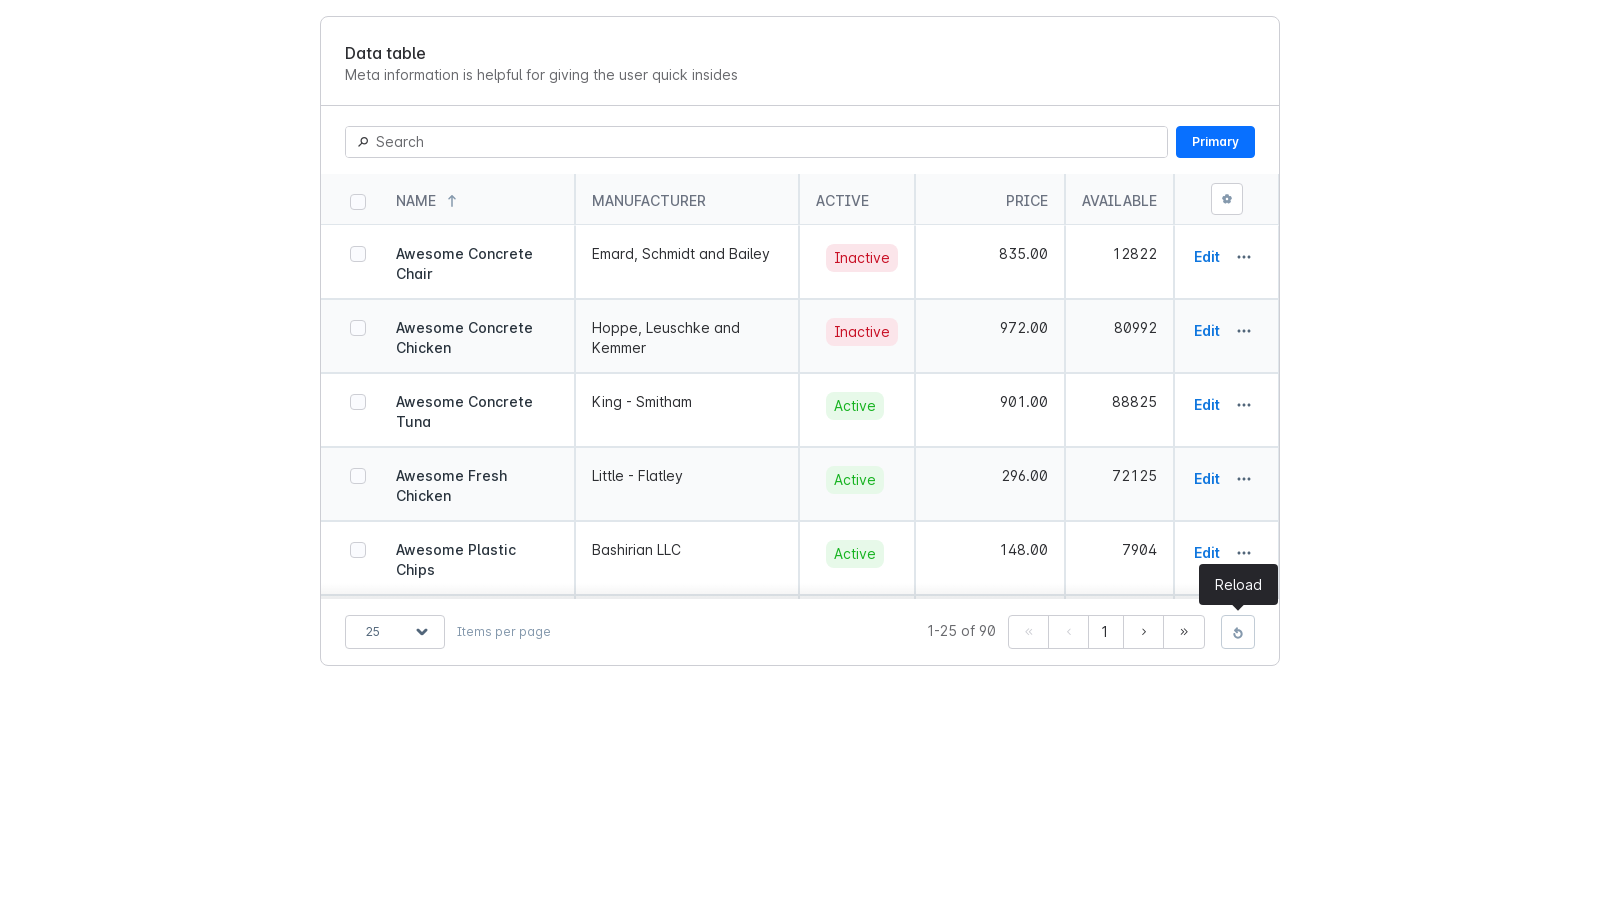 Data table
Meta information is helpful for giving the user quick insides
Search
Primary
NAME ↑ MANUFACTURER ACTIVE PRICE AVAILABLE
Awesome Concrete Chair Emard, Schmidt and Bailey Inactive 835.00 12822 Edit
Awesome Concrete Chicken Hoppe, Leuschke and Kemmer Inactive 972.00 80992 Edit
Awesome Concrete Tuna King - Smitham Active 901.00 88825 Edit
Awesome Fresh Chicken Little - Flatley Active 296.00 72125 Edit
Awesome Plastic Chips Bashirian LLC Active 148.00 7904 Edit
Reload
25 Items per page 1-25 of 90 « ‹ 1 › »